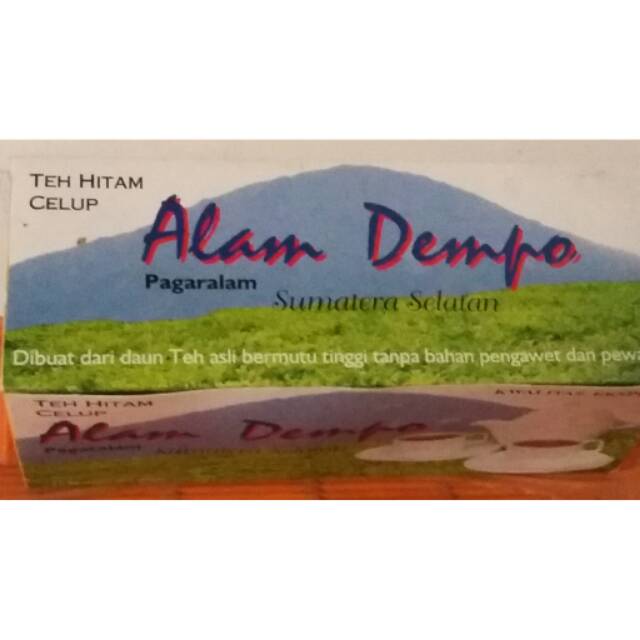 TEH HITAM
CELUP
Alam Dempo
Pagaralam
Sumatera Selatan
Dibuat dari daun Teh asli bermutu tinggi tanpa bahan pengawet dan pewa
TEH HITAM
CELUP
Alam Dempo
Pagaralam